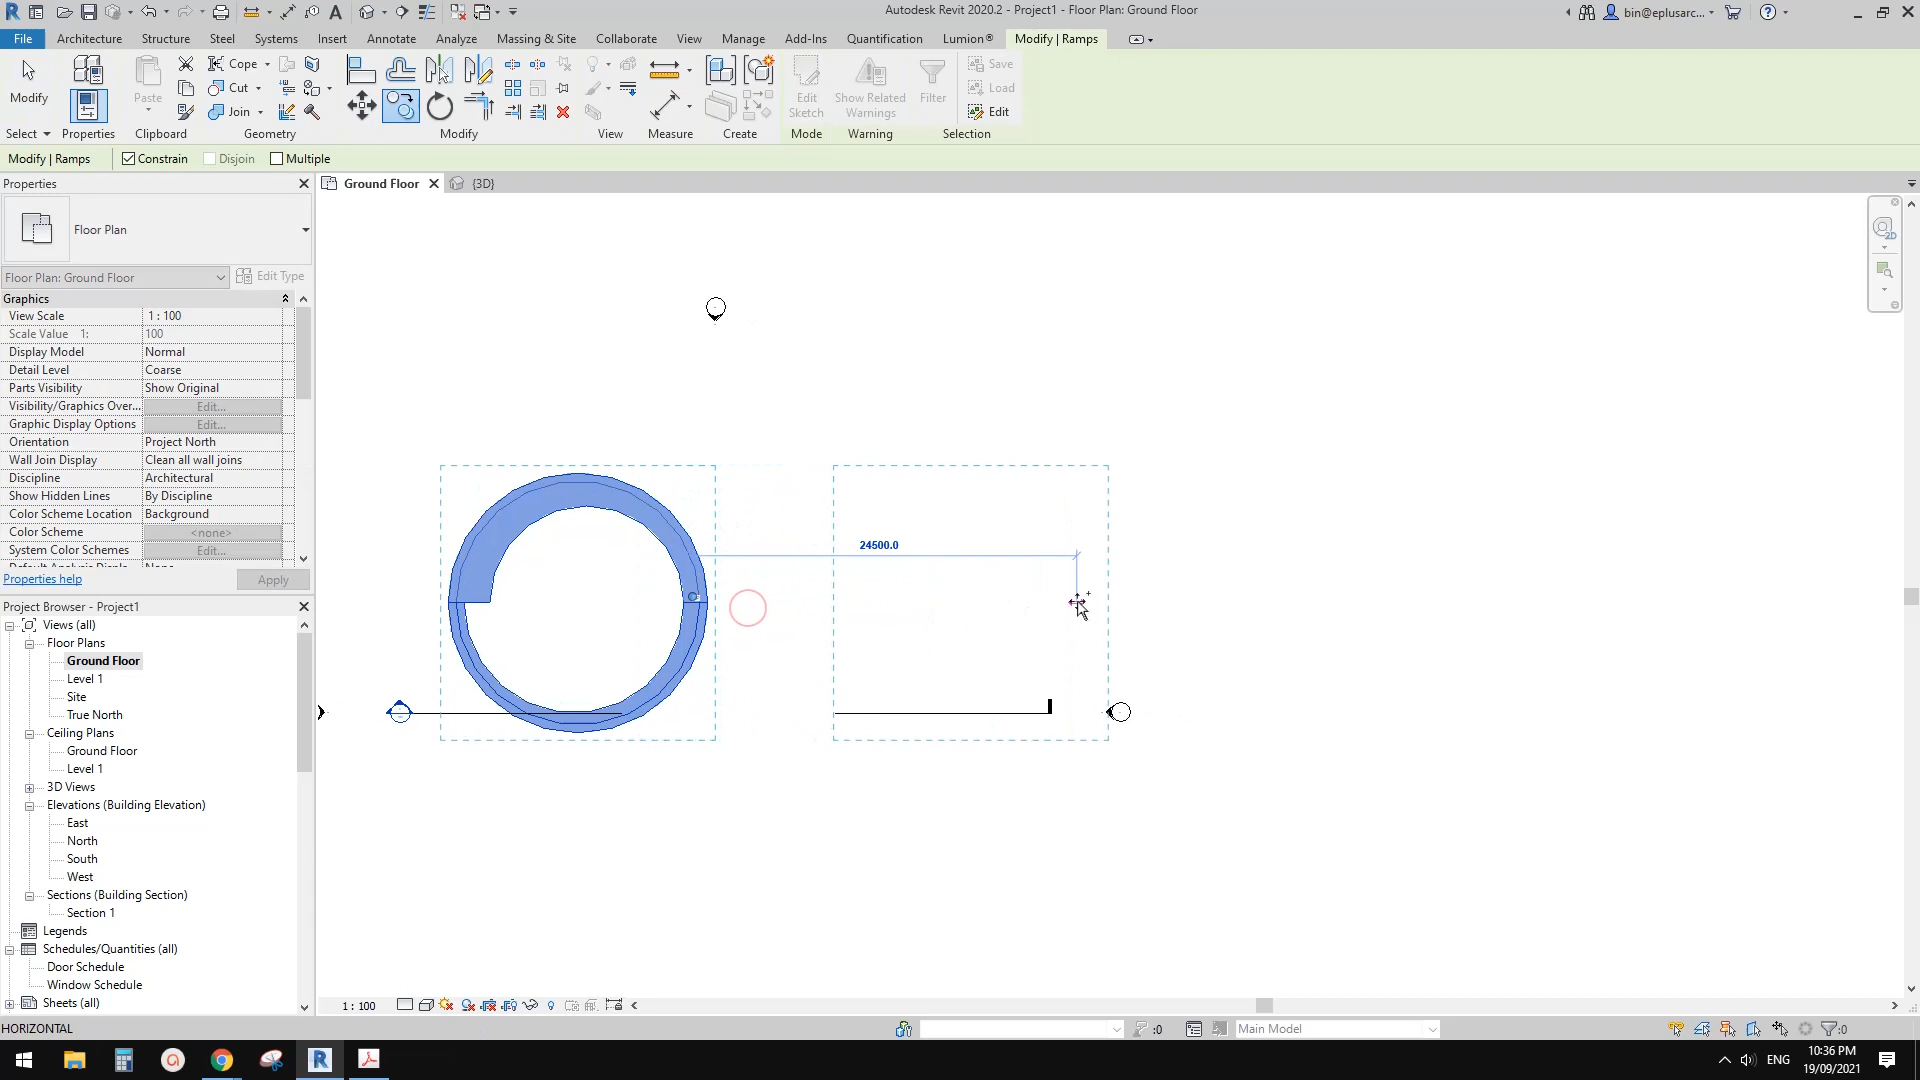 Autodesk Revit 2020.2 - Project1 - Floor Plan: Ground Floor
bin@eplusarc...
File Architecture Structure Steel Systems Insert Annotate Analyze Massing & Site Collaborate View Manage Add-Ins Quantification Lumion® Modify | Ramps
Modify
Paste
Cope
Cut
Join
Edit Sketch
Show Related Warnings
Filter
Save
Load
Edit
Select Properties Clipboard Geometry Modify View Measure Create Mode Warning Selection
Modify | Ramps Constrain Disjoin Multiple
Properties
Ground Floor {3D}
Floor Plan
Floor Plan: Ground Floor Edit Type
Graphics
View Scale 1 : 100
Scale Value 1: 100
Display Model Normal
Detail Level Coarse
Parts Visibility Show Original
Visibility/Graphics Over... Edit...
Graphic Display Options Edit...
Orientation Project North
Wall Join Display Clean all wall joins
Discipline Architectural
Show Hidden Lines By Discipline
Color Scheme Location Background
Color Scheme <none>
System Color Schemes Edit...
Properties help Apply
24500.0
2D
Project Browser - Project1
Views (all)
Floor Plans
Ground Floor
Level 1
Site
True North
Ceiling Plans
Ground Floor
Level 1
3D Views
Elevations (Building Elevation)
East
North
South
West
Sections (Building Section)
Section 1
Legends
Schedules/Quantities (all)
Door Schedule
Window Schedule
Sheets (all)
1 : 100
HORIZONTAL :0 Main Model :0
ENG
10:36 PM
19/09/2021